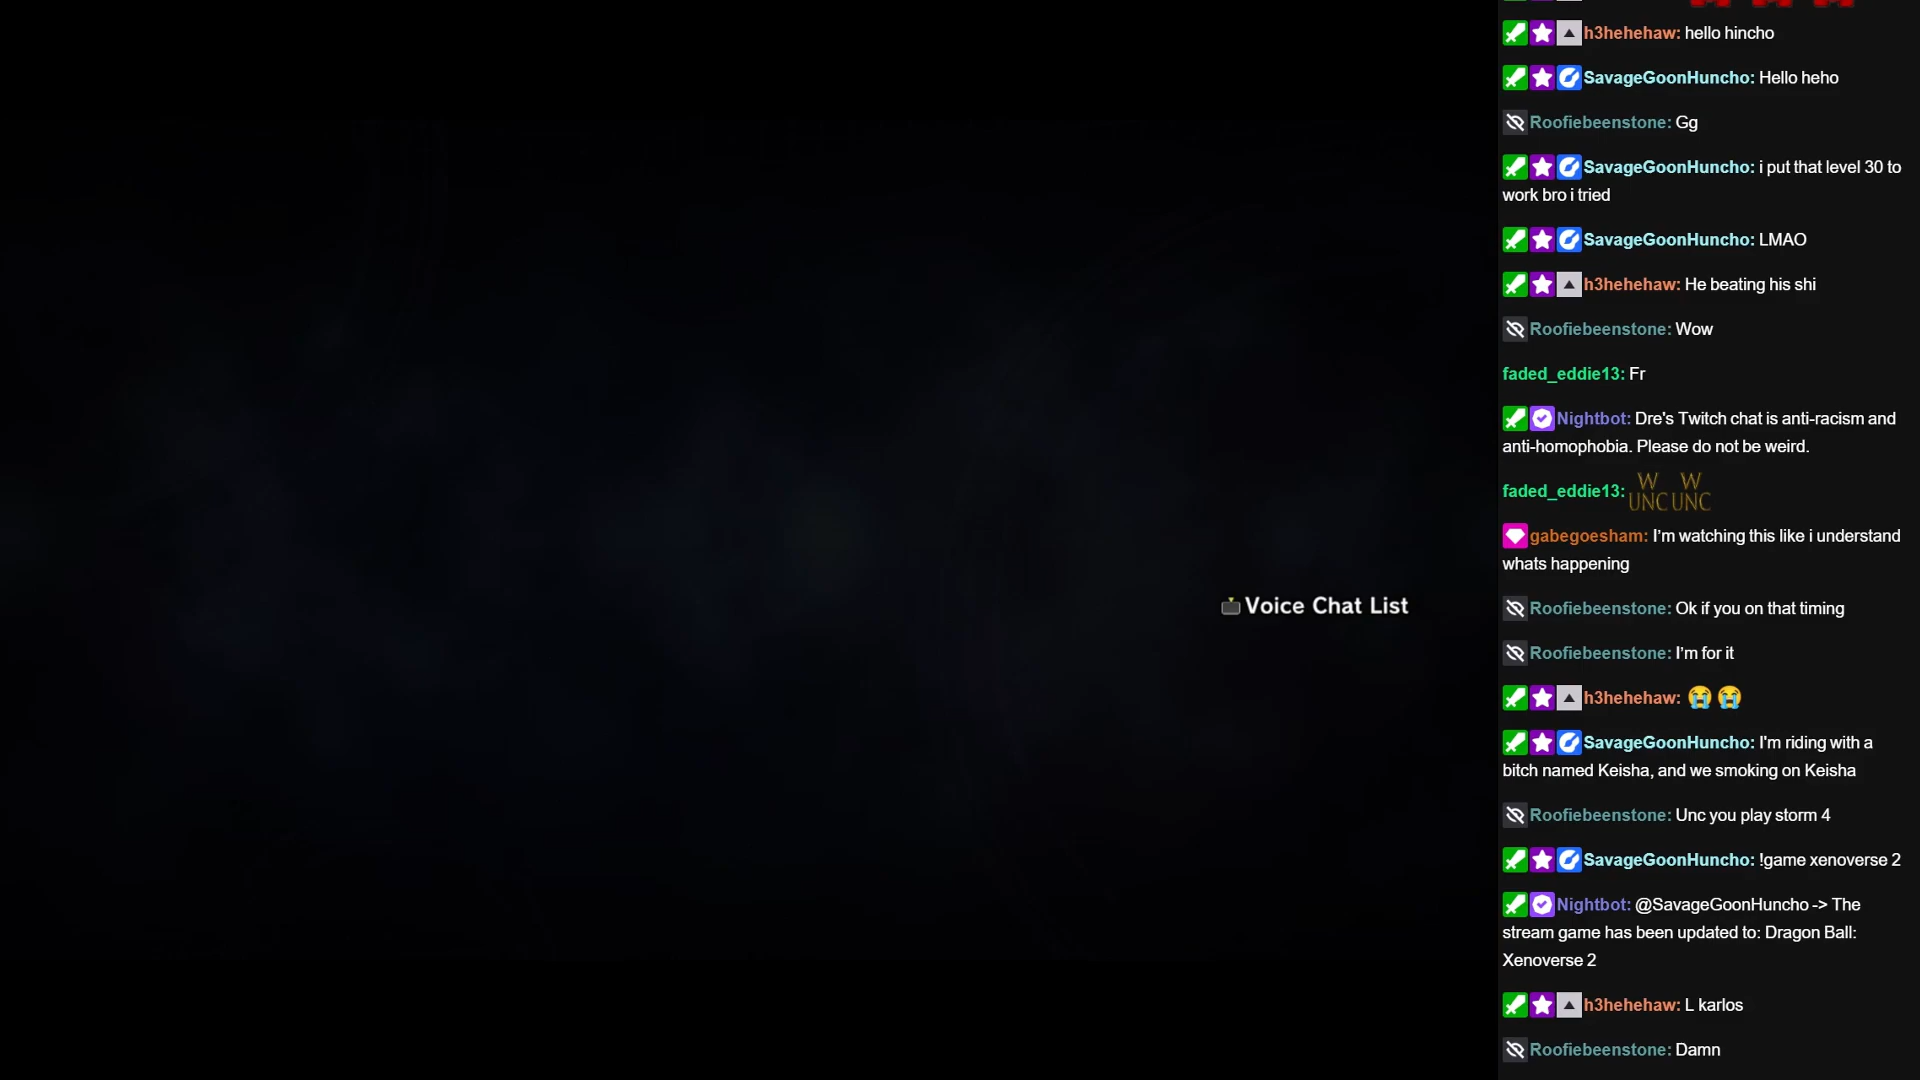 h3hehehaw: hello hincho
SavageGoonHuncho: Hello heho
Roofiebeenstone: Gg
SavageGoonHuncho: i put that level 30 to
work bro i tried
SavageGoonHuncho: LMAO
h3hehehaw: He beating his shi
Roofiebeenstone: Wow
faded_eddie13: Fr
Nightbot: Dre's Twitch chat is anti-racism and
anti-homophobia. Please do not be weird.
faded_eddie13: W UNC W UNC
gabegoesham: I'm watching this like i understand
whats happening
Voice Chat List
Roofiebeenstone: Ok if you on that timing
Roofiebeenstone: I'm for it
h3hehehaw: 😭 😭
SavageGoonHuncho: I'm riding with a
bitch named Keisha, and we smoking on Keisha
Roofiebeenstone: Unc you play storm 4
SavageGoonHuncho: !game xenoverse 2
Nightbot: @SavageGoonHuncho -> The
stream game has been updated to: Dragon Ball:
Xenoverse 2
h3hehehaw: L karlos
Roofiebeenstone: Damn